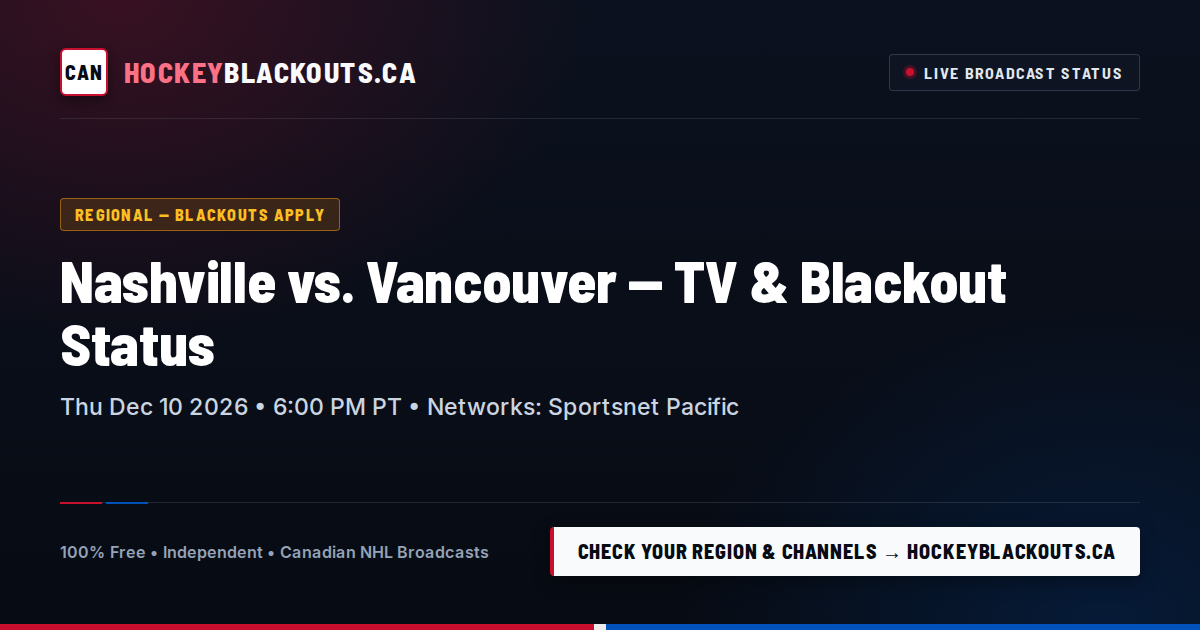 CAN
HOCKEYBLACKOUTS.CA
LIVE BROADCAST STATUS
REGIONAL — BLACKOUTS APPLY
Nashville vs. Vancouver — TV & Blackout
Status
Thu Dec 10 2026 • 6:00 PM PT • Networks: Sportsnet Pacific
100% Free • Independent • Canadian NHL Broadcasts
CHECK YOUR REGION & CHANNELS → HOCKEYBLACKOUTS.CA